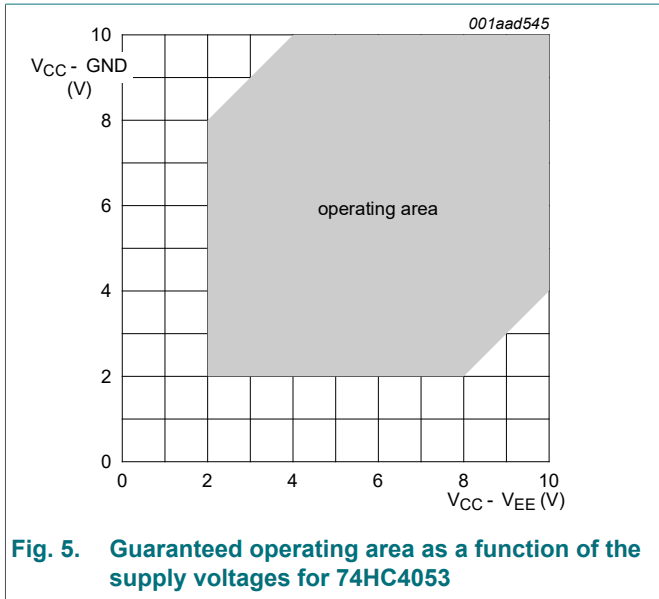 001aad545
10
VCC - GND
(V)
8
6
operating area
4
2
0
0 2 4 6 8 10
VCC - VEE (V)
Fig. 5. Guaranteed operating area as a function of the
supply voltages for 74HC4053